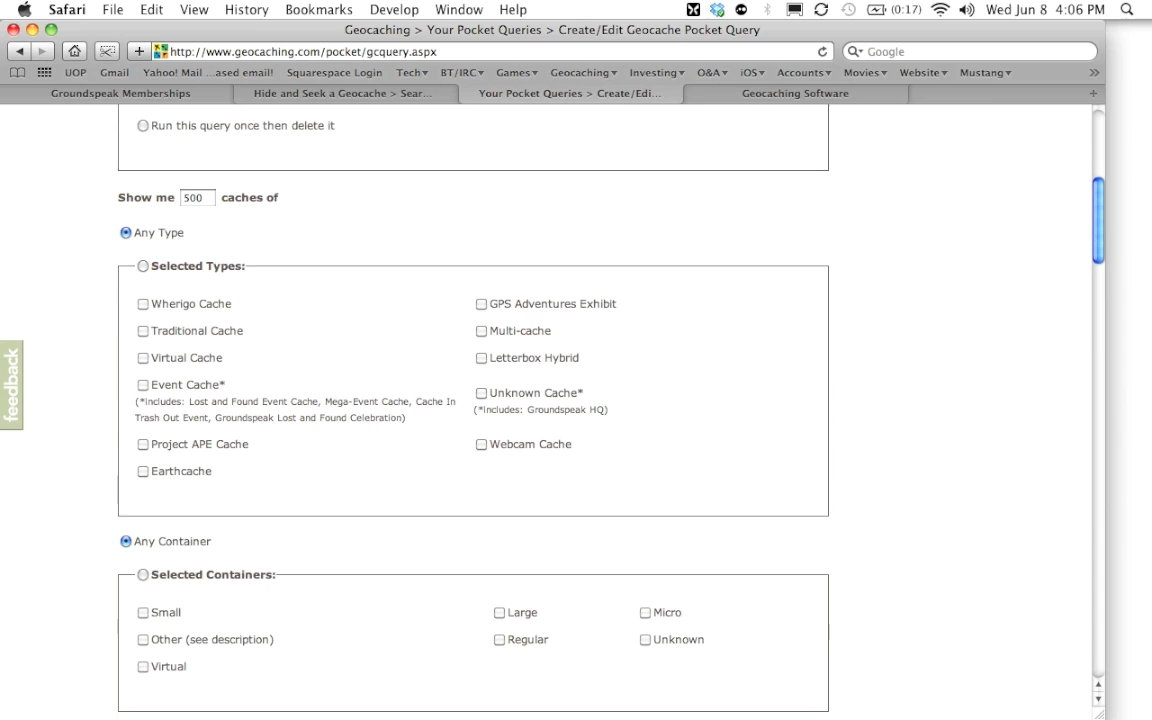 Safari File Edit View History Bookmarks Develop Window Help (0:17) Wed Jun 8 4:06 PM
Geocaching > Your Pocket Queries > Create/Edit Geocache Pocket Query
http://www.geocaching.com/pocket/gcquery.aspx Google
UOP Gmail Yahoo! Mail ...ased email! Squarespace Login Tech▾ BT/IRC▾ Games▾ Geocaching▾ Investing▾ O&A▾ iOS▾ Accounts▾ Movies▾ Website▾ Mustang▾ »
Groundspeak Memberships Hide and Seek a Geocache > Sear... Your Pocket Queries > Create/Edi... Geocaching Software +
Run this query once then delete it
Show me 500 caches of
Any Type
Selected Types:
Wherigo Cache GPS Adventures Exhibit
Traditional Cache Multi-cache
Virtual Cache Letterbox Hybrid
Event Cache* Unknown Cache*
(*includes: Lost and Found Event Cache, Mega-Event Cache, Cache In (*includes: Groundspeak HQ)
Trash Out Event, Groundspeak Lost and Found Celebration)
Project APE Cache Webcam Cache
Earthcache
feedback
Any Container
Selected Containers:
Small Large Micro
Other (see description) Regular Unknown
Virtual